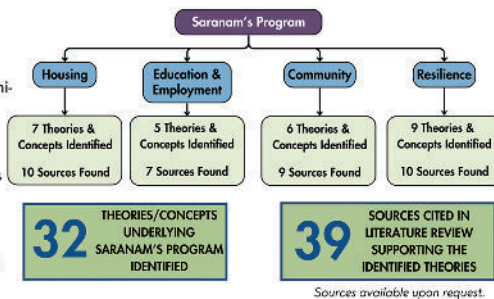 Saranam's Program
Housing
Education &
Employment
Community
Resilience
7 Theories &
Concepts Identified
10 Sources Found
5 Theories &
Concepts Identified
7 Sources Found
6 Theories &
Concepts Identified
9 Sources Found
9 Theories &
Concepts Identified
10 Sources Found
32
THEORIES/CONCEPTS
UNDERLYING
SARANAM'S PROGRAM
IDENTIFIED
39
SOURCES CITED IN
LITERATURE REVIEW
SUPPORTING THE
IDENTIFIED THEORIES
Sources available upon request.